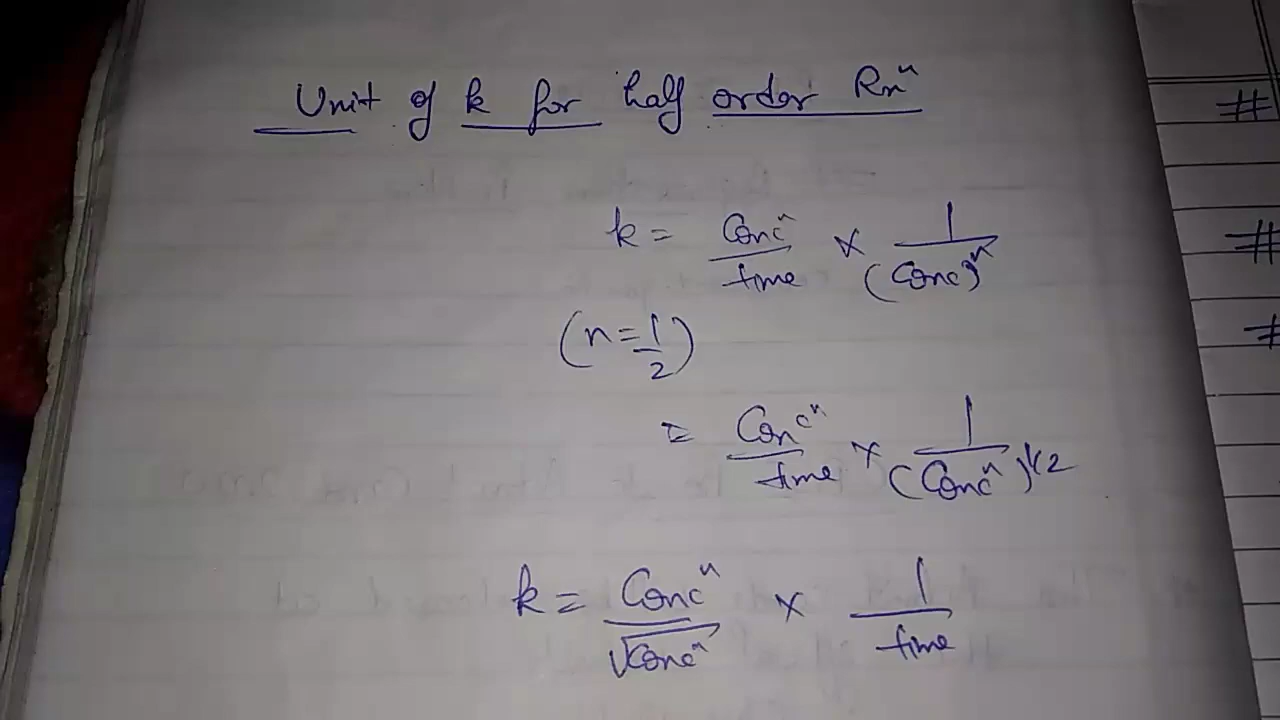 Unit of k for half order Rxn
k = Concⁿ/time × 1/(Conc)ⁿ
(n = 1/2)
= Concⁿ/time × 1/(Concⁿ)^1/2
k = Concⁿ/√Concⁿ × 1/time
#
#